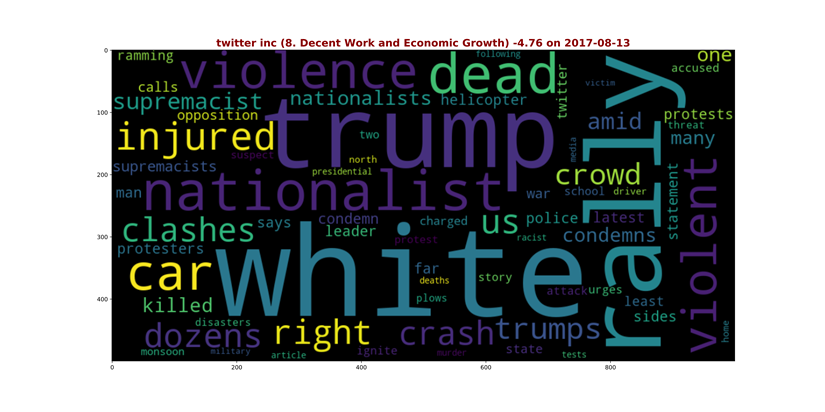 twitter inc (8. Decent Work and Economic Growth) -4.76 on 2017-08-13
0
100
200
300
400
0
200
400
600
800
ramming
violence
dead
following
one
accused
calls
supremacist
nationalists
helicopter
twitter
victim
rally
opposition
protests
threat
injured
trump
two
amid
media
many
suspect
north
presidential
supremacists
crowd
man
nationalist
war
school
driver
statement
violent
clashes
says
condemn
leader
charged
us
police
latest
racist
condemns
protesters
protest
car
white
far
deaths
story
attack
urges
plows
least
killed
sides
disasters
dozens
right
crash
trumps
state
home
monsoon
military
article
ignite
murder
tests